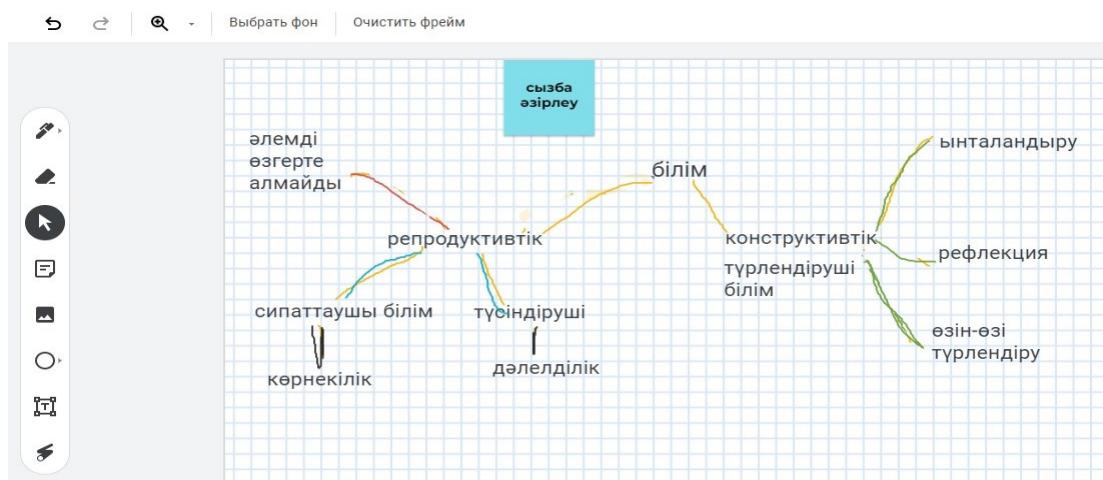 Выбрать фон
Очистить фрейм
сызба
әзірлеу
әлемді
өзгерте
алмайды
білім
ынталандыру
репродуктивтік
конструктивтік
түрлендіруші
білім
рефлекция
сипаттаушы білім
түсіндіруші
өзін-өзі
түрлендіру
көрнекілік
дәлелділік